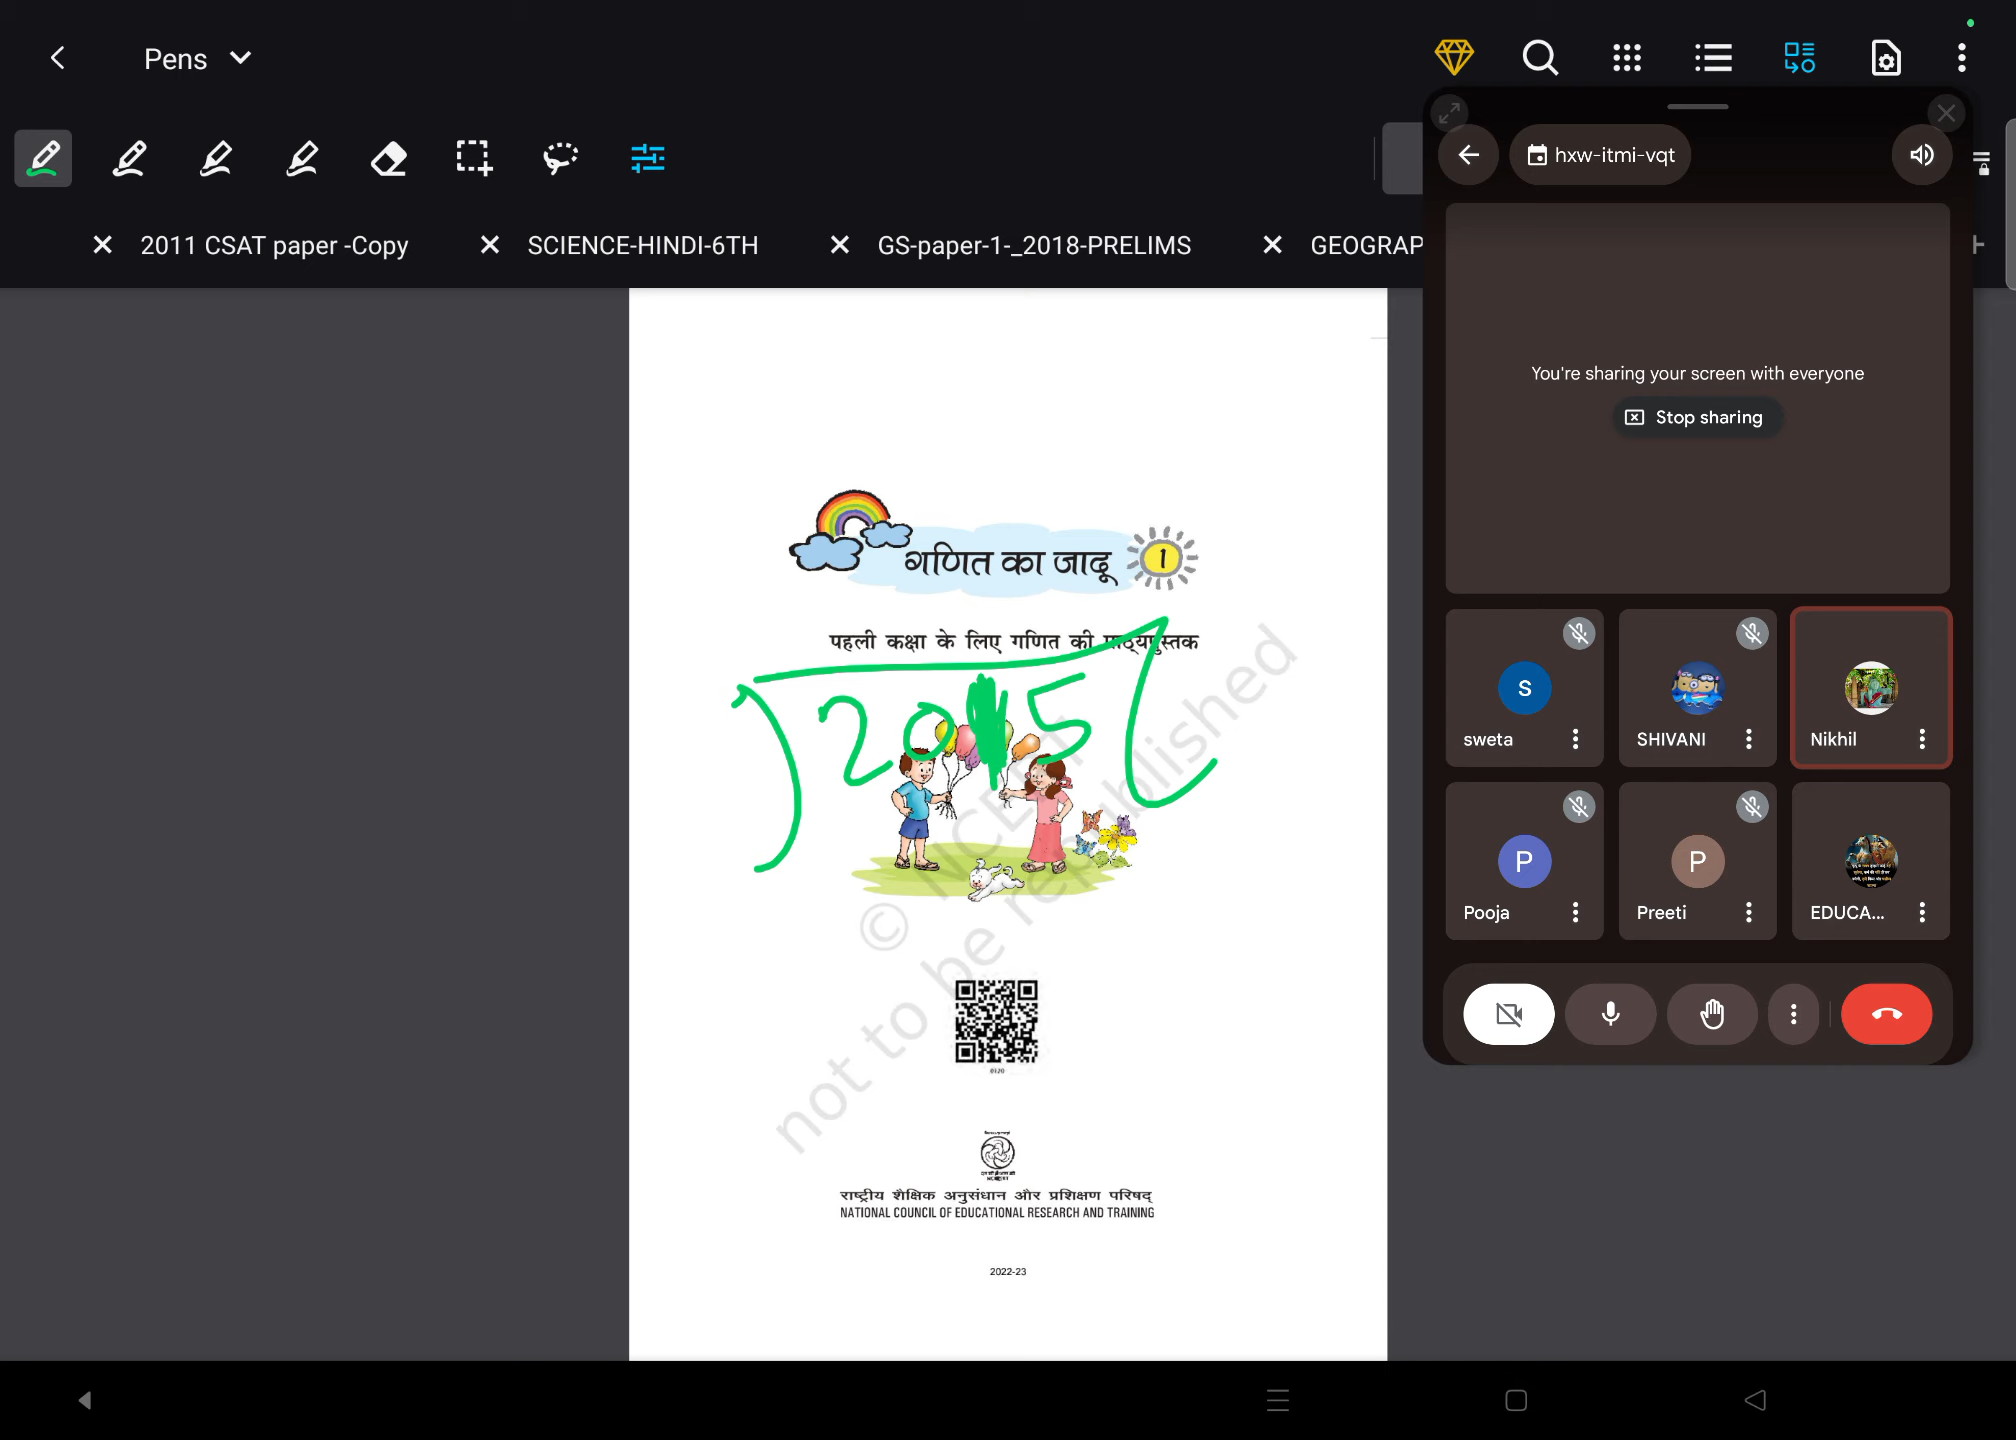 Pens
2011 CSAT paper -Copy
SCIENCE-HINDI-6TH
GS-paper-1-_2018-PRELIMS
GEOGRAP
hxw-itmi-vqt
You're sharing your screen with everyone
Stop sharing
S
sweta
SHIVANI
Nikhil
P
Pooja
P
Preeti
EDUCA...
गणित का जादू 1
पहली कक्षा के लिए गणित की पाठ्यपुस्तक
2015
© NCERT
not to be republished
0120
राष्ट्रीय शैक्षिक अनुसंधान और प्रशिक्षण परिषद्
NATIONAL COUNCIL OF EDUCATIONAL RESEARCH AND TRAINING
2022-23